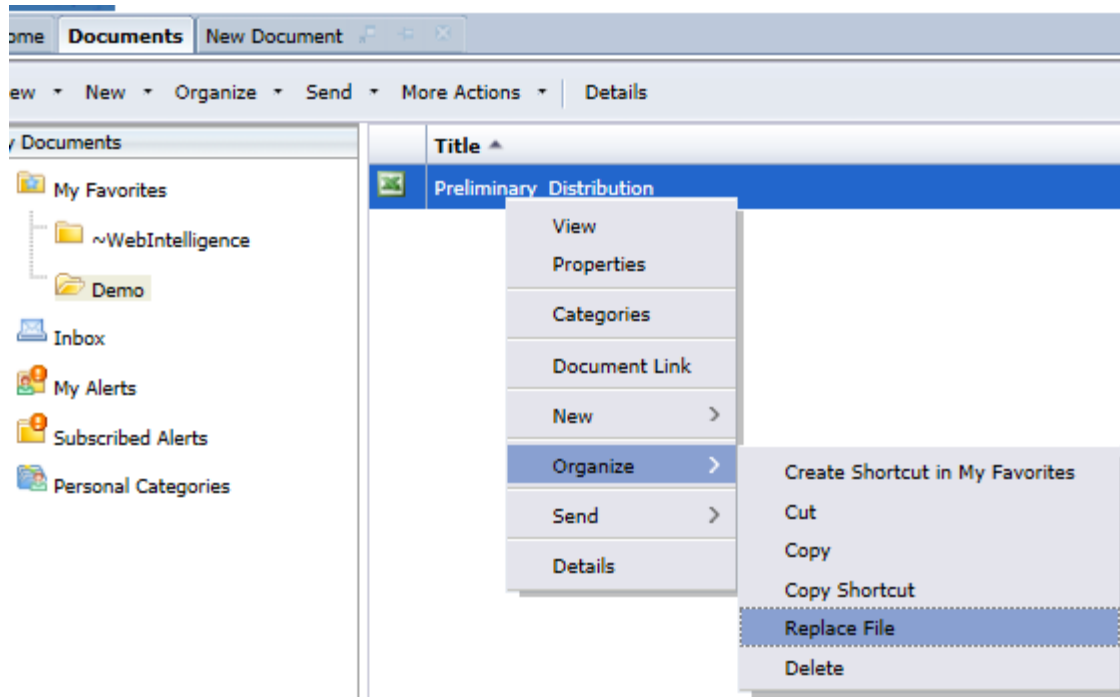 ome Documents New Document
ew New Organize Send More Actions Details
y Documents
Title
My Favorites
Preliminary_Distribution
~WebIntelligence
Demo
Inbox
My Alerts
Subscribed Alerts
Personal Categories
View
Properties
Categories
Document Link
New
Organize
Send
Details
Create Shortcut in My Favorites
Cut
Copy
Copy Shortcut
Replace File
Delete